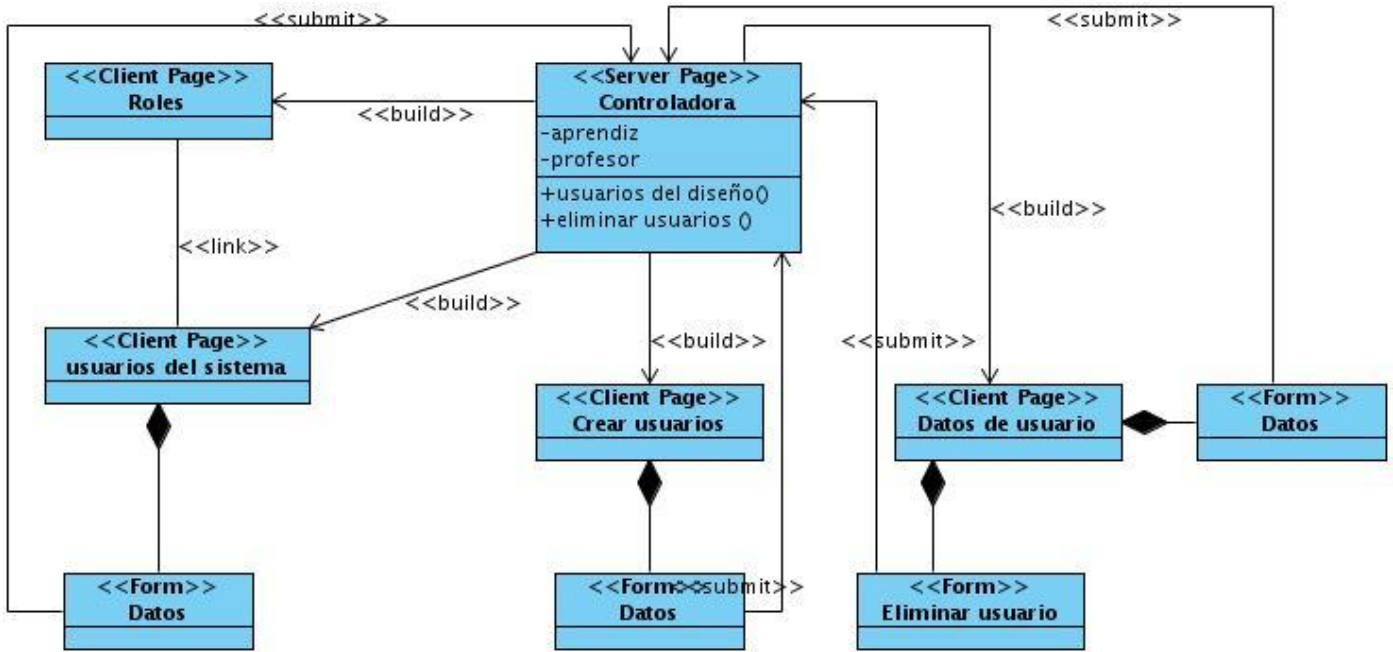 <<submit>>
<<submit>>
<<Client Page>>
Roles
<<build>>
<<Server Page>>
Controladora
-aprendiz
-profesor
+usuarios del diseño()
+eliminar usuarios ()
<<build>>
<<link>>
<<build>>
<<Client Page>>
usuarios del sistema
<<build>>
<<submit>>
<<Client Page>>
Crear usuarios
<<Client Page>>
Datos de usuario
<<Form>>
Datos
<<Form>>
Datos
<<Form>>
<<submit>>
Datos
<<Form>>
Eliminar usuario